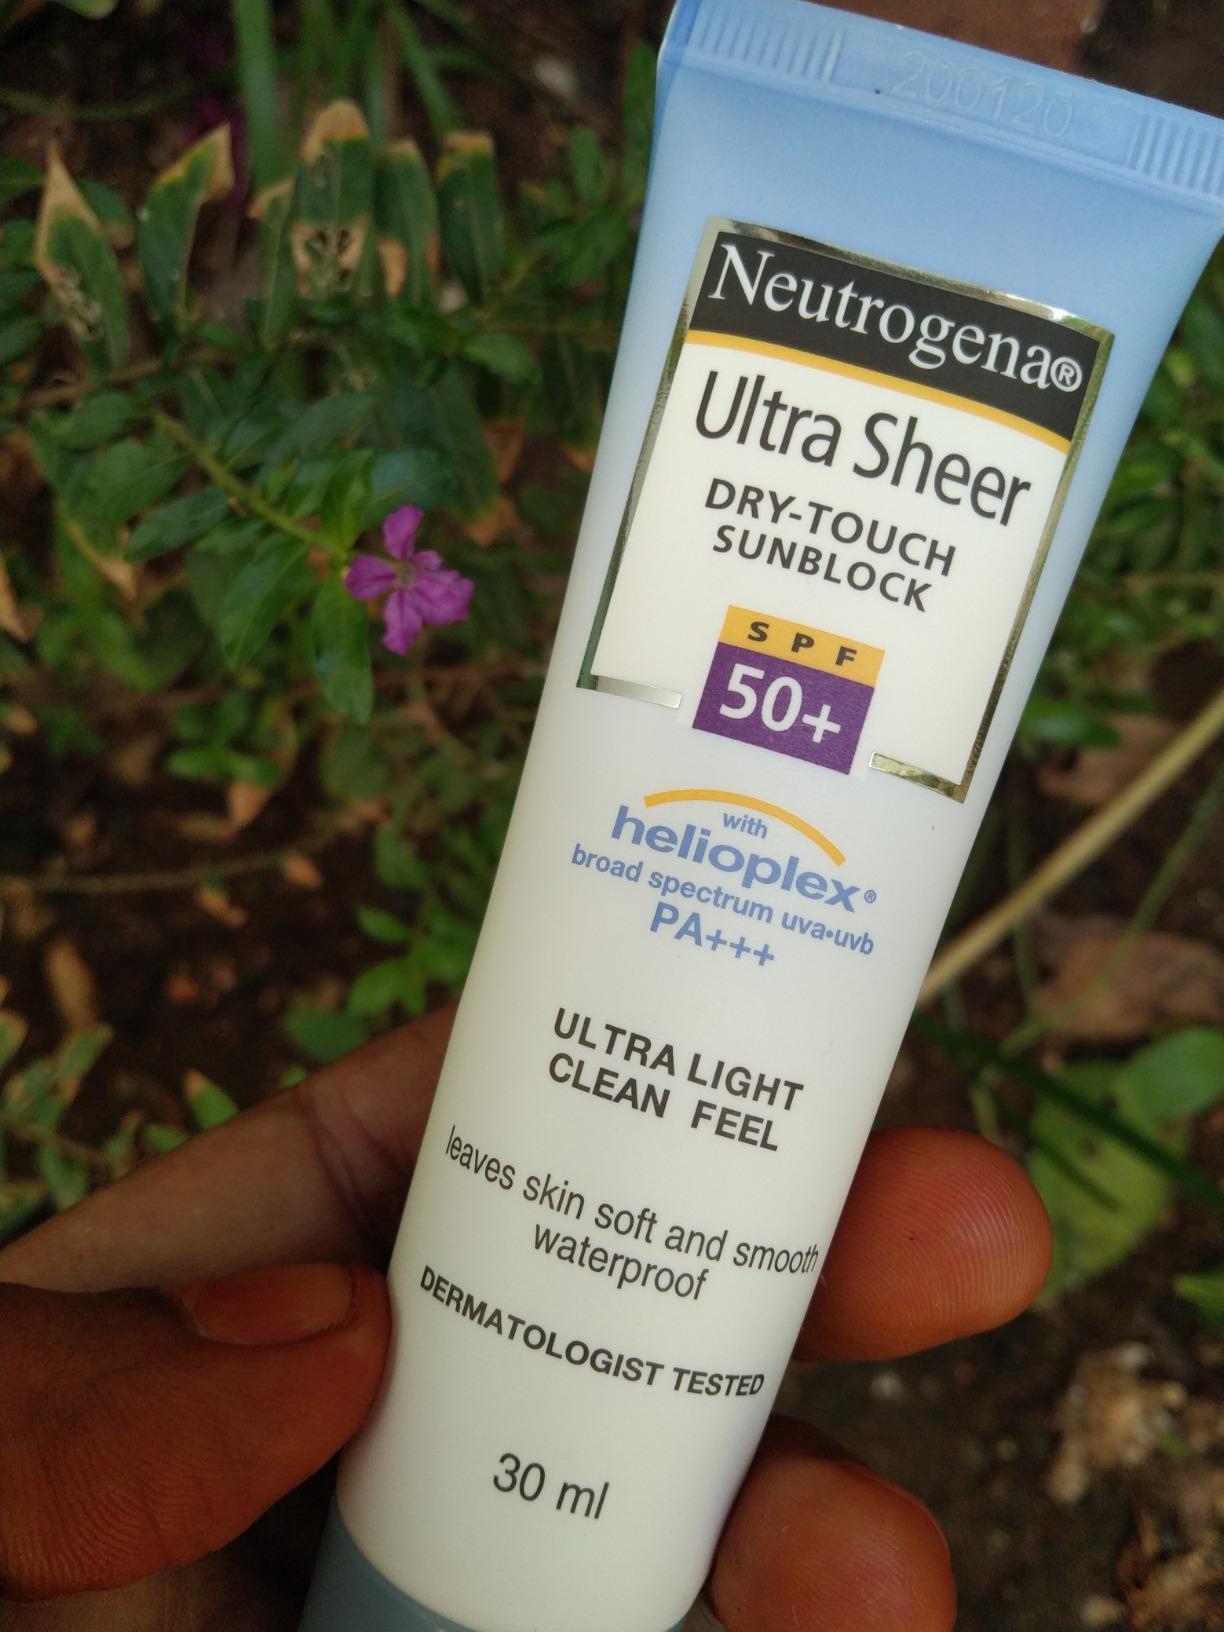 200120
Neutrogena®
Ultra Sheer
DRY-TOUCH
SUNBLOCK
SPF
50+
with
helioplex®
broad spectrum uva•uvb
PA+++
ULTRA LIGHT
CLEAN FEEL
leaves skin soft and smooth
waterproof
DERMATOLOGIST TESTED
30 ml